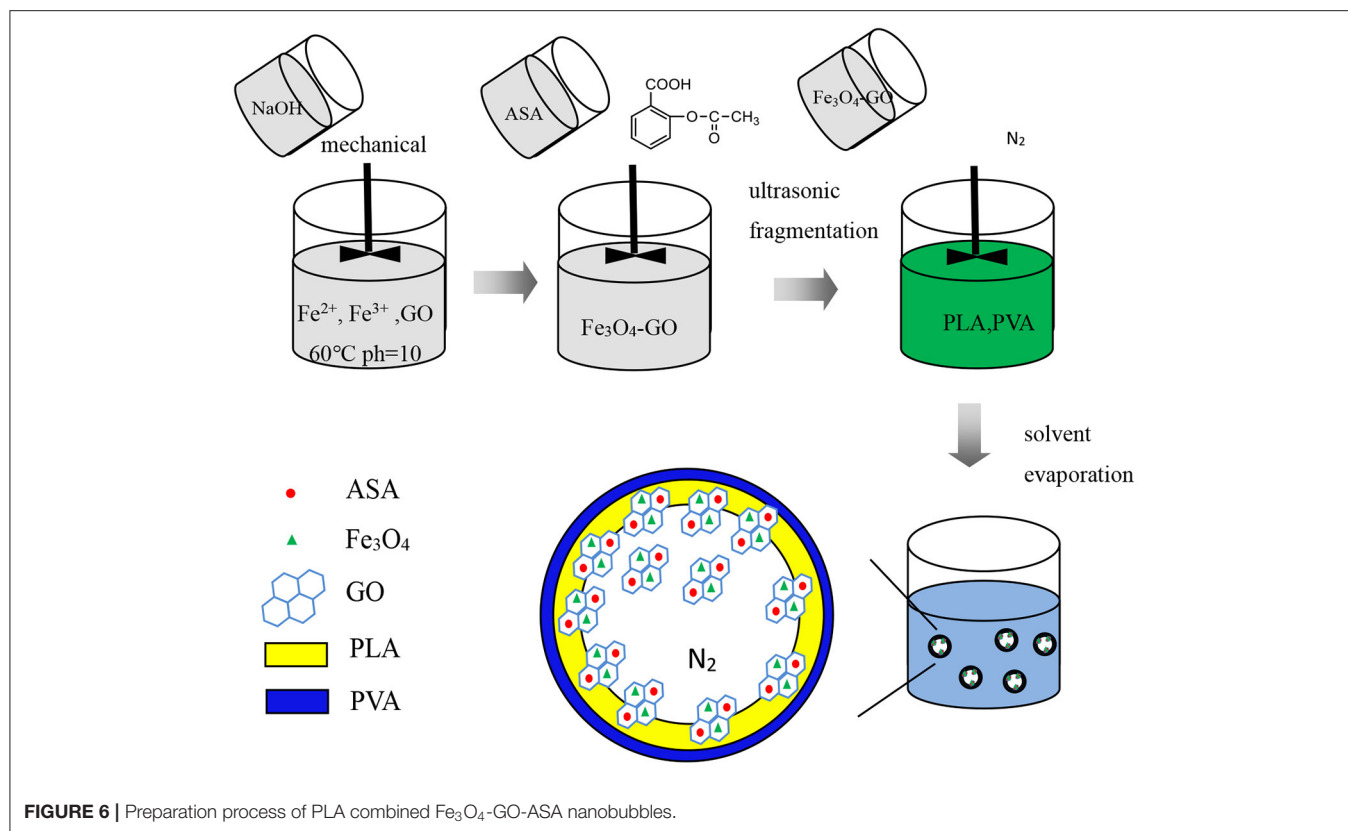 NaOH
mechanical
Fe²⁺, Fe³⁺ ,GO
60°C ph=10
ASA
COOH
O—C—CH₃
O
Fe₃O₄-GO
ultrasonic
fragmentation
Fe₃O₄-GO
N₂
PLA,PVA
solvent
evaporation
ASA
Fe₃O₄
GO
PLA
PVA
N₂
FIGURE 6 | Preparation process of PLA combined Fe₃O₄-GO-ASA nanobubbles.